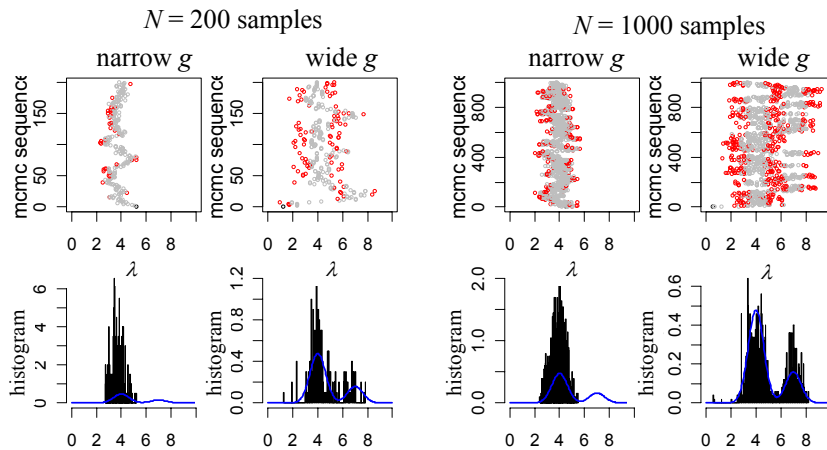 N = 200 samples
N = 1000 samples
narrow g
wide g
narrow g
wide g
mcmc sequence
0 50 150
0 2 4 6 8
mcmc sequence
0 50 150
0 2 4 6 8
mcmc sequence
0 400 800
0 2 4 6 8
mcmc sequence
0 400 800
0 2 4 6 8
λ
λ
λ
λ
histogram
0 2 4 6
0 2 4 6 8
histogram
0.0 0.4 0.8 1.2
0 2 4 6 8
histogram
0.0 1.0 2.0
0 2 4 6 8
histogram
0.0 0.2 0.4 0.6
0 2 4 6 8